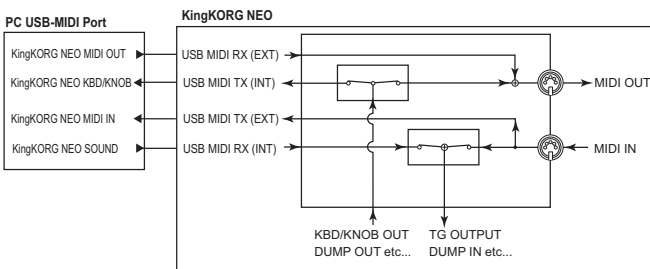 PC USB-MIDI Port
KingKORG NEO
KingKORG NEO MIDI OUT
USB MIDI RX (EXT)
KingKORG NEO KBD/KNOB
USB MIDI TX (INT)
MIDI OUT
KingKORG NEO MIDI IN
USB MIDI TX (EXT)
KingKORG NEO SOUND
USB MIDI RX (INT)
MIDI IN
KBD/KNOB OUT
DUMP OUT etc...
TG OUTPUT
DUMP IN etc...